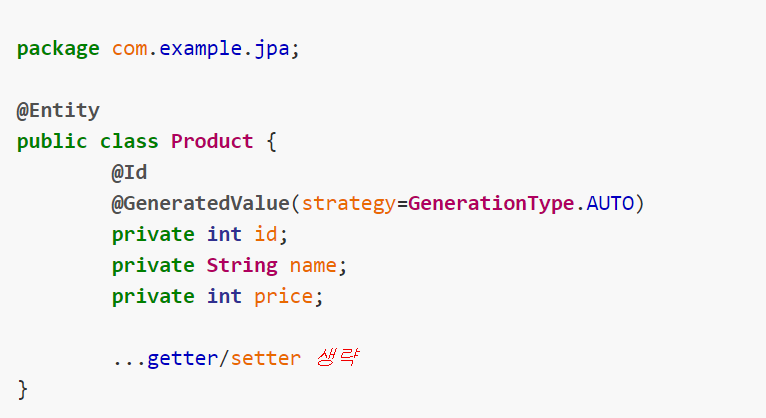 package com.example.jpa;
@Entity
public class Product {
@Id
@GeneratedValue(strategy=GenerationType.AUTO)
private int id;
private String name;
private int price;
...getter/setter 생략
}